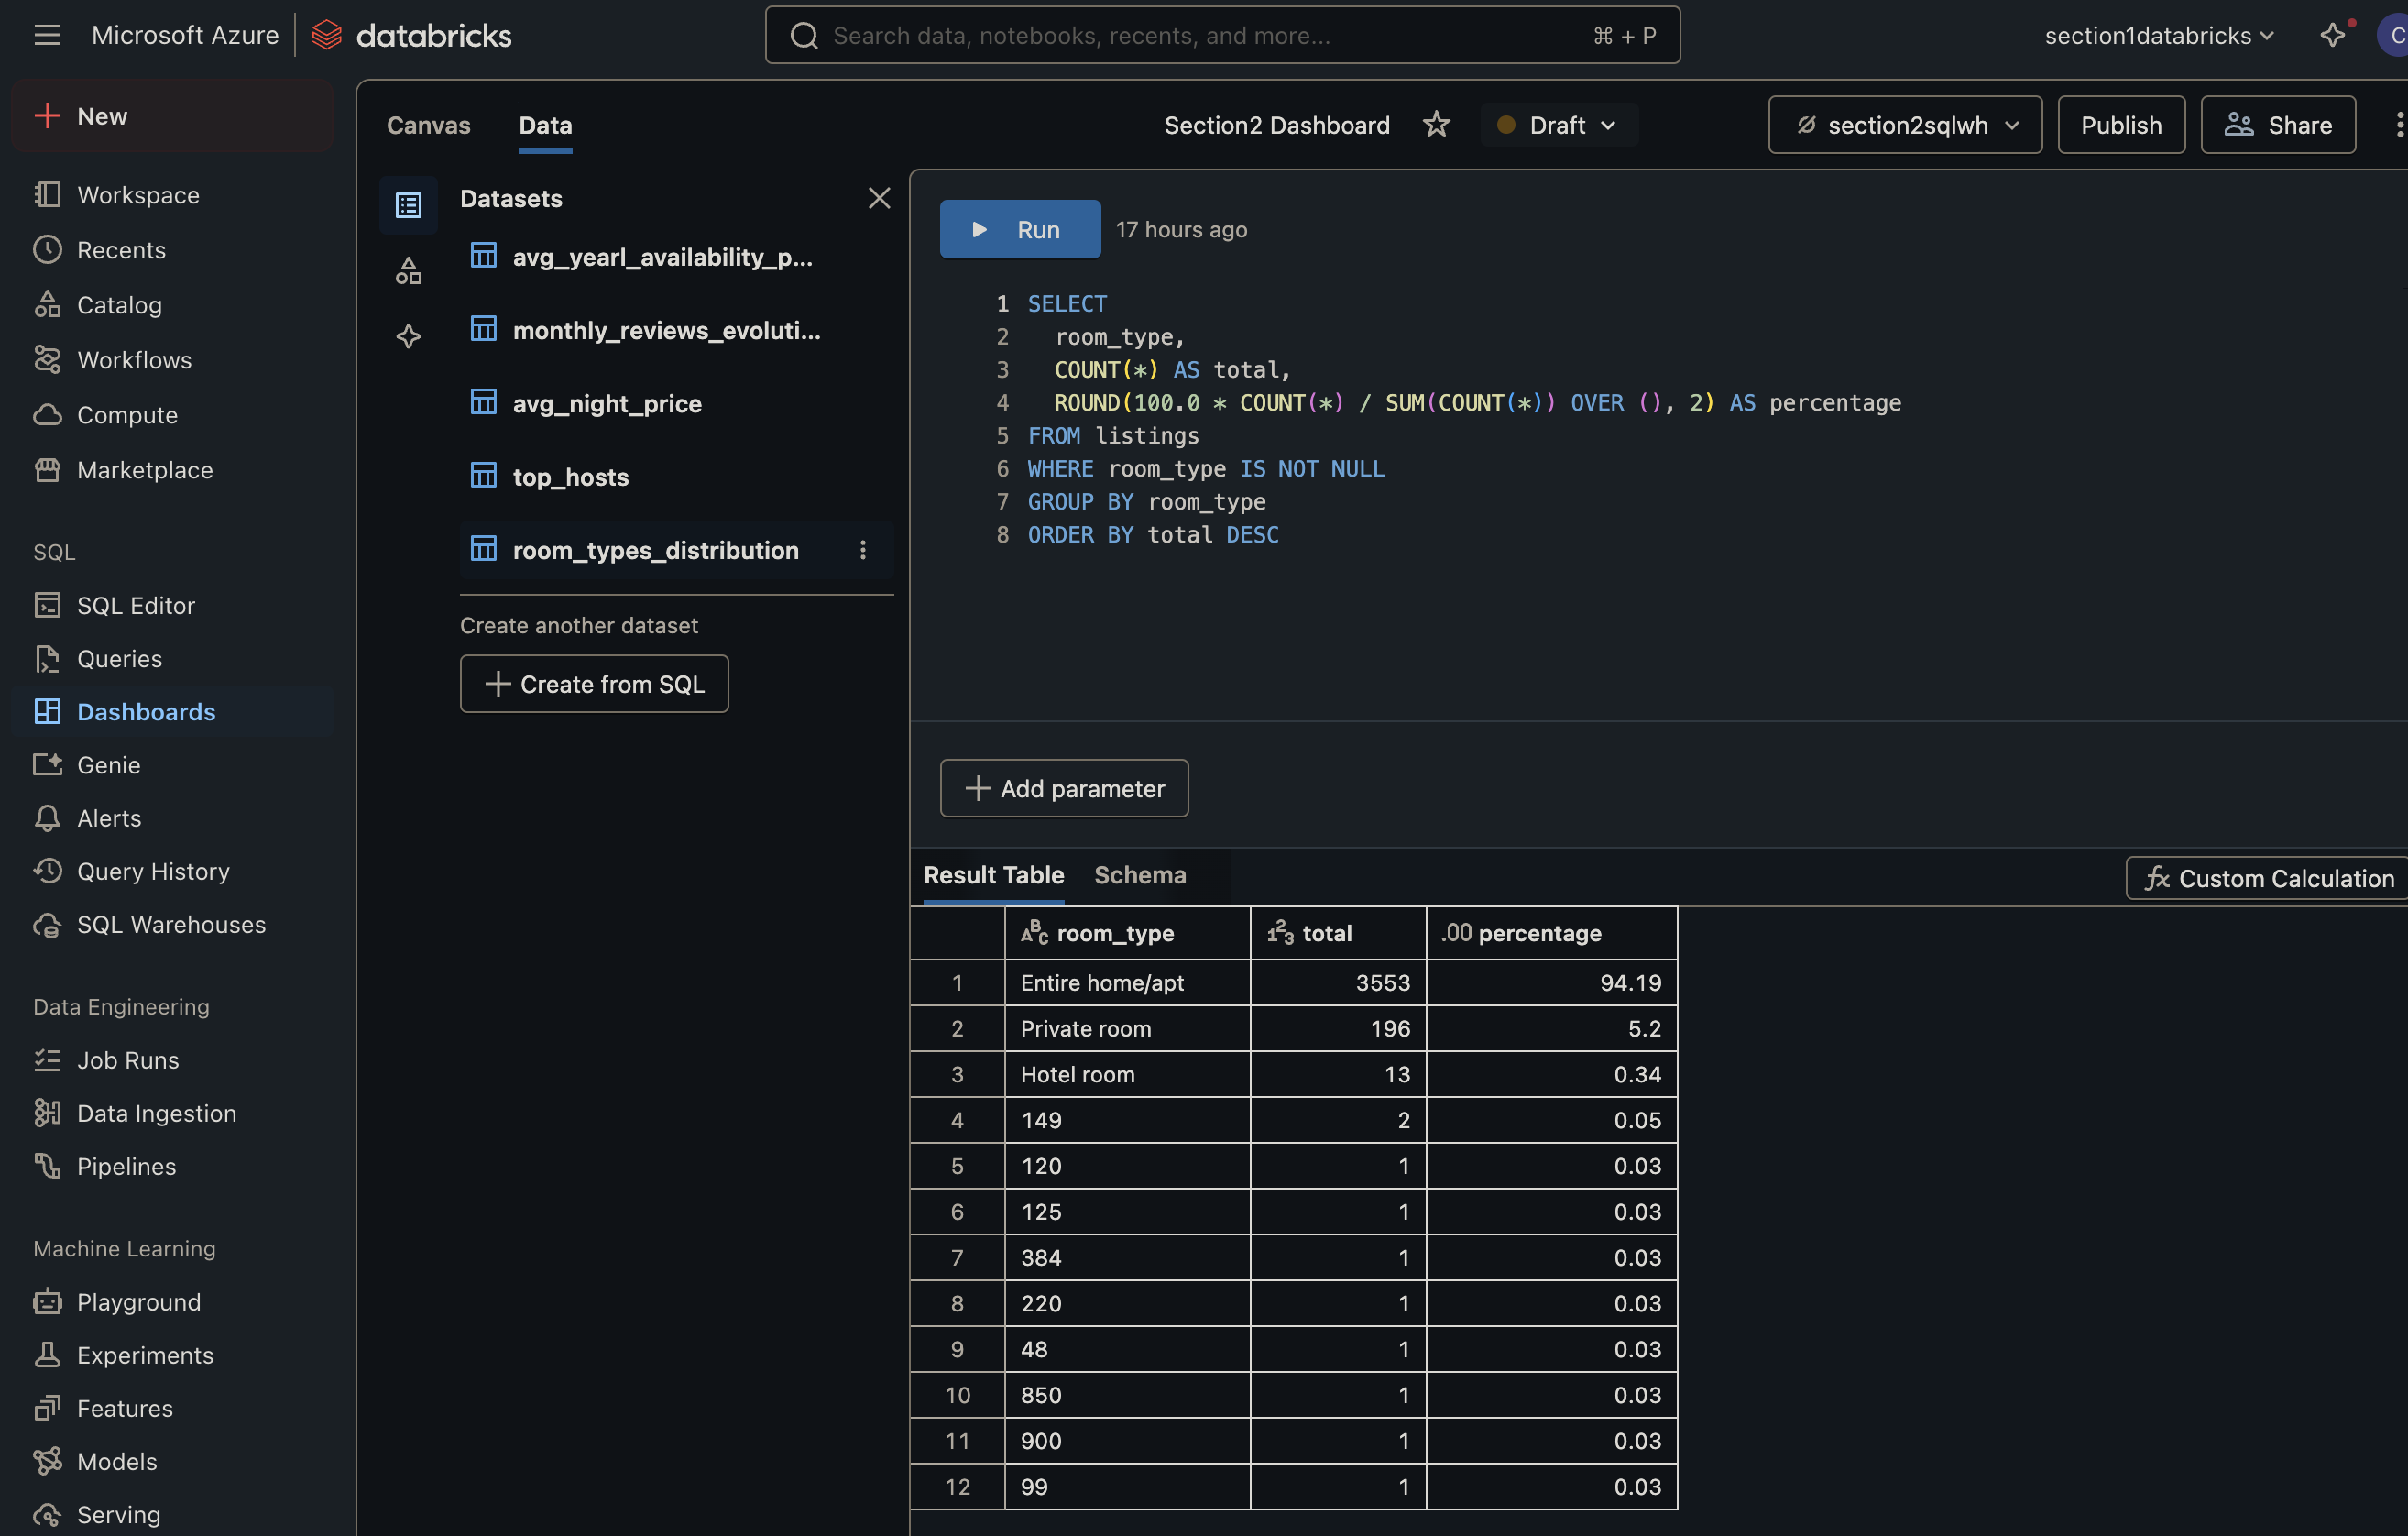 Microsoft Azure databricks
Search data, notebooks, recents, and more...
⌘ + P
section1databricks
C
New
Workspace
Recents
Catalog
Workflows
Compute
Marketplace
SQL
SQL Editor
Queries
Dashboards
Genie
Alerts
Query History
SQL Warehouses
Data Engineering
Job Runs
Data Ingestion
Pipelines
Machine Learning
Playground
Experiments
Features
Models
Serving
Canvas Data
Section2 Dashboard
Draft
section2sqlwh
Publish
Share
Datasets
avg_yearl_availability_p...
monthly_reviews_evoluti...
avg_night_price
top_hosts
room_types_distribution
Create another dataset
Create from SQL
Run 17 hours ago
1 SELECT
2 room_type,
3 COUNT(*) AS total,
4 ROUND(100.0 * COUNT(*) / SUM(COUNT(*)) OVER (), 2) AS percentage
5 FROM listings
6 WHERE room_type IS NOT NULL
7 GROUP BY room_type
8 ORDER BY total DESC
Add parameter
Result Table Schema
fx Custom Calculation
ABC room_type 123 total .00 percentage
1 Entire home/apt 3553 94.19
2 Private room 196 5.2
3 Hotel room 13 0.34
4 149 2 0.05
5 120 1 0.03
6 125 1 0.03
7 384 1 0.03
8 220 1 0.03
9 48 1 0.03
10 850 1 0.03
11 900 1 0.03
12 99 1 0.03